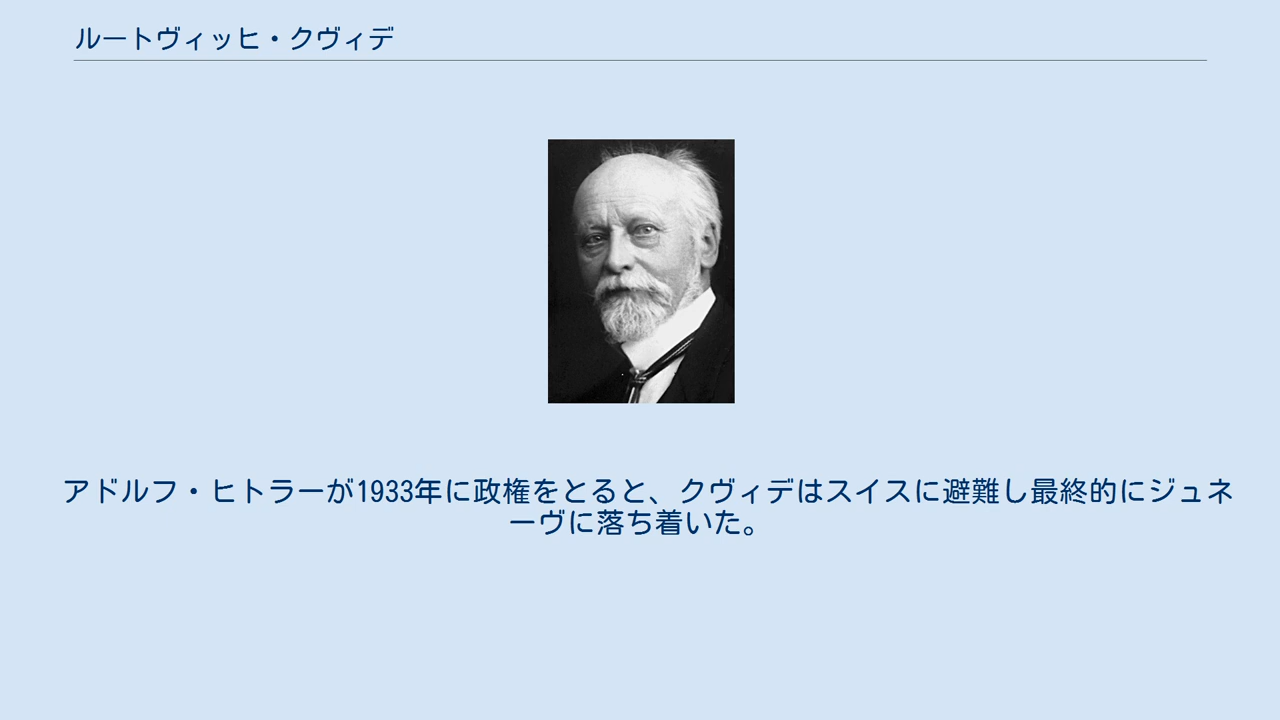 ルートヴィッヒ・クヴィデ
アドルフ・ヒトラーが1933年に政権をとると、クヴィデはスイスに避難し最終的にジュネ
ーヴに落ち着いた。